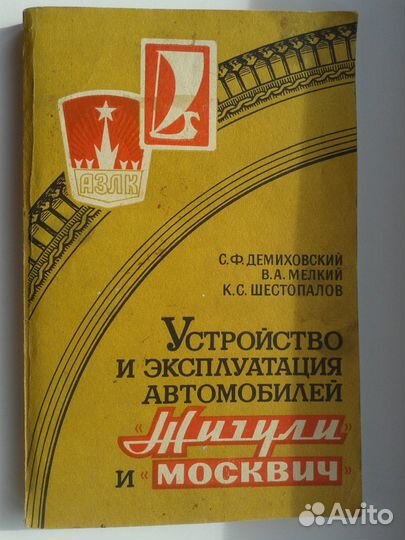 АЗЛК
С.Ф. ДЕМИХОВСКИЙ
В.А. МЕЛКИЙ
К.С. ШЕСТОПАЛОВ
УСТРОЙСТВО
И ЭКСПЛУАТАЦИЯ
АВТОМОБИЛЕЙ
«Жигули»
И «МОСКВИЧ»
Avito